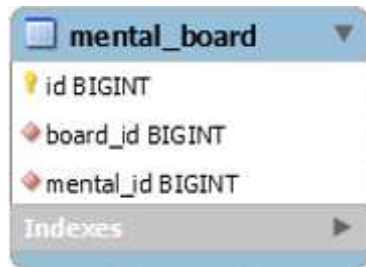 mental_board
id BIGINT
board_id BIGINT
mental_id BIGINT
Indexes